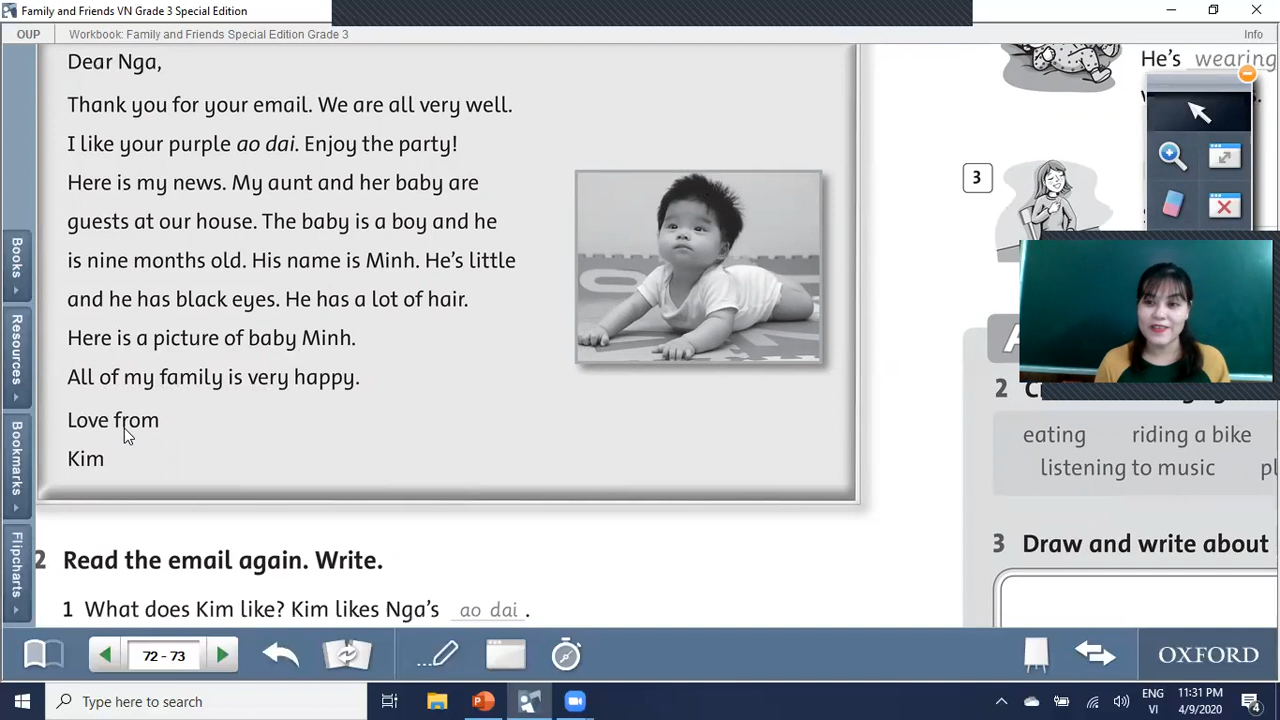 Family and Friends VN Grade 3 Special Edition
OUP
Workbook: Family and Friends Special Edition Grade 3
Info
Dear Nga,
Thank you for your email. We are all very well.
I like your purple ao dai. Enjoy the party!
Here is my news. My aunt and her baby are
guests at our house. The baby is a boy and he
is nine months old. His name is Minh. He's little
and he has black eyes. He has a lot of hair.
Here is a picture of baby Minh.
All of my family is very happy.
Love from
Kim
2 Read the email again. Write.
1 What does Kim like? Kim likes Nga's ao dai.
He's wearing
3
2
eating riding a bike
listening to music
3 Draw and write about
Books
Resources
Bookmarks
Flipcharts
72 - 73
OXFORD
Type here to search
ENG
VI
11:31 PM
4/9/2020
4